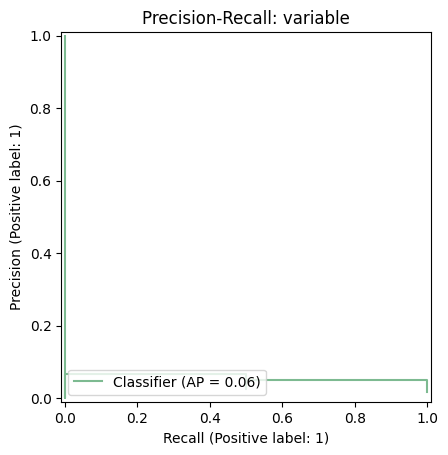 Precision-Recall: variable
1.0
0.8
0.6
0.4
0.2
0.0
Precision (Positive label: 1)
Classifier (AP = 0.06)
0.0 0.2 0.4 0.6 0.8 1.0
Recall (Positive label: 1)